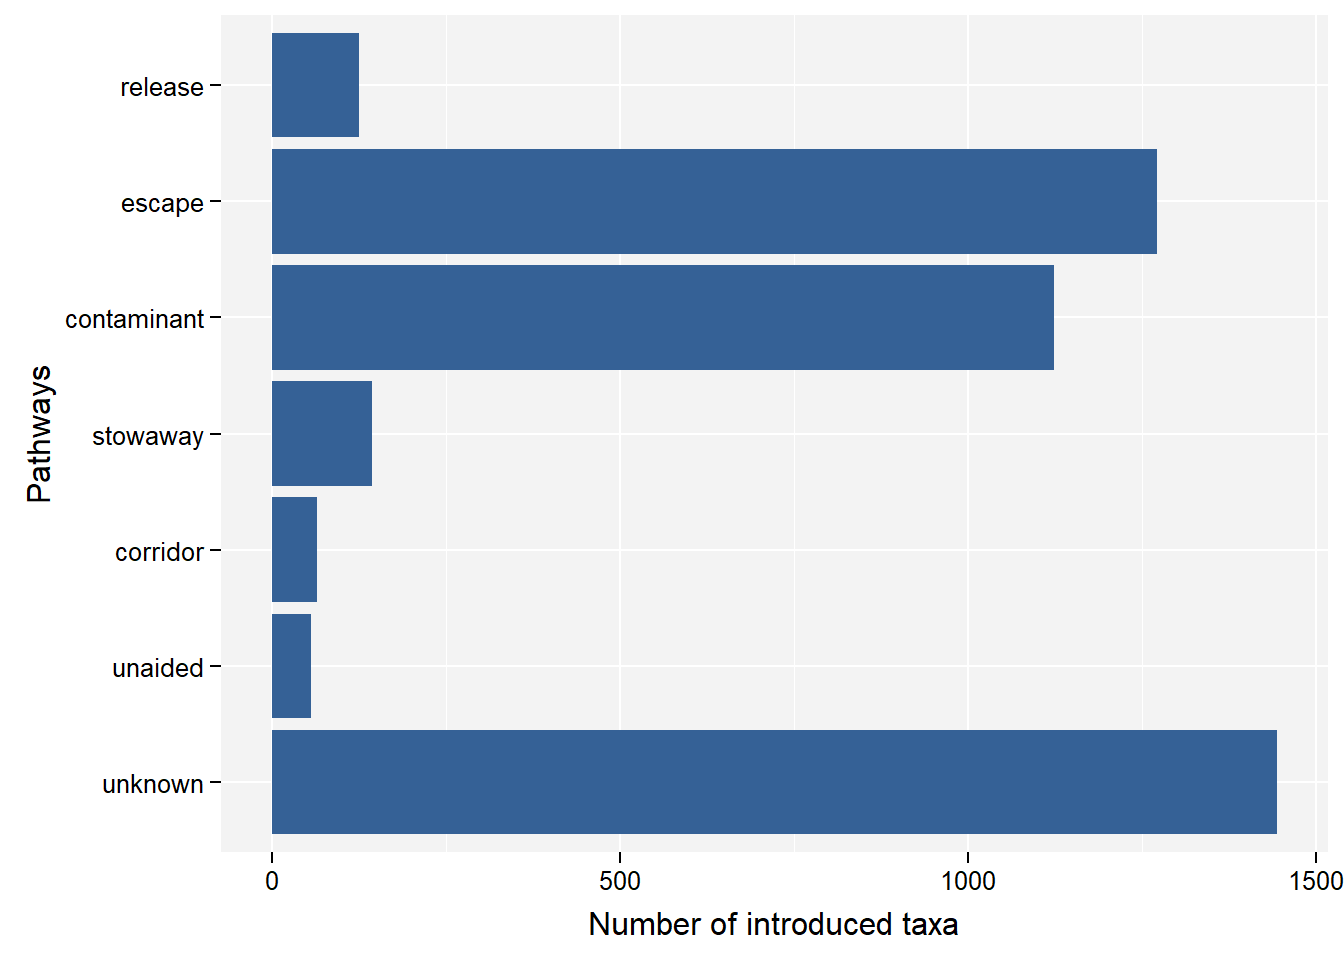 release
escape
contaminant
stowaway
corridor
unaided
unknown
Pathways
0 500 1000 1500
Number of introduced taxa